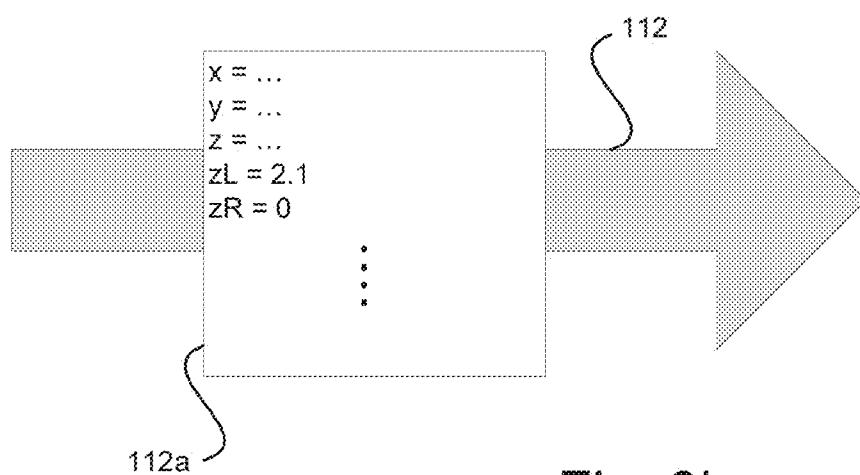 112
x = ...
y = ...
z = ...
zL = 2.1
zR = 0
112a